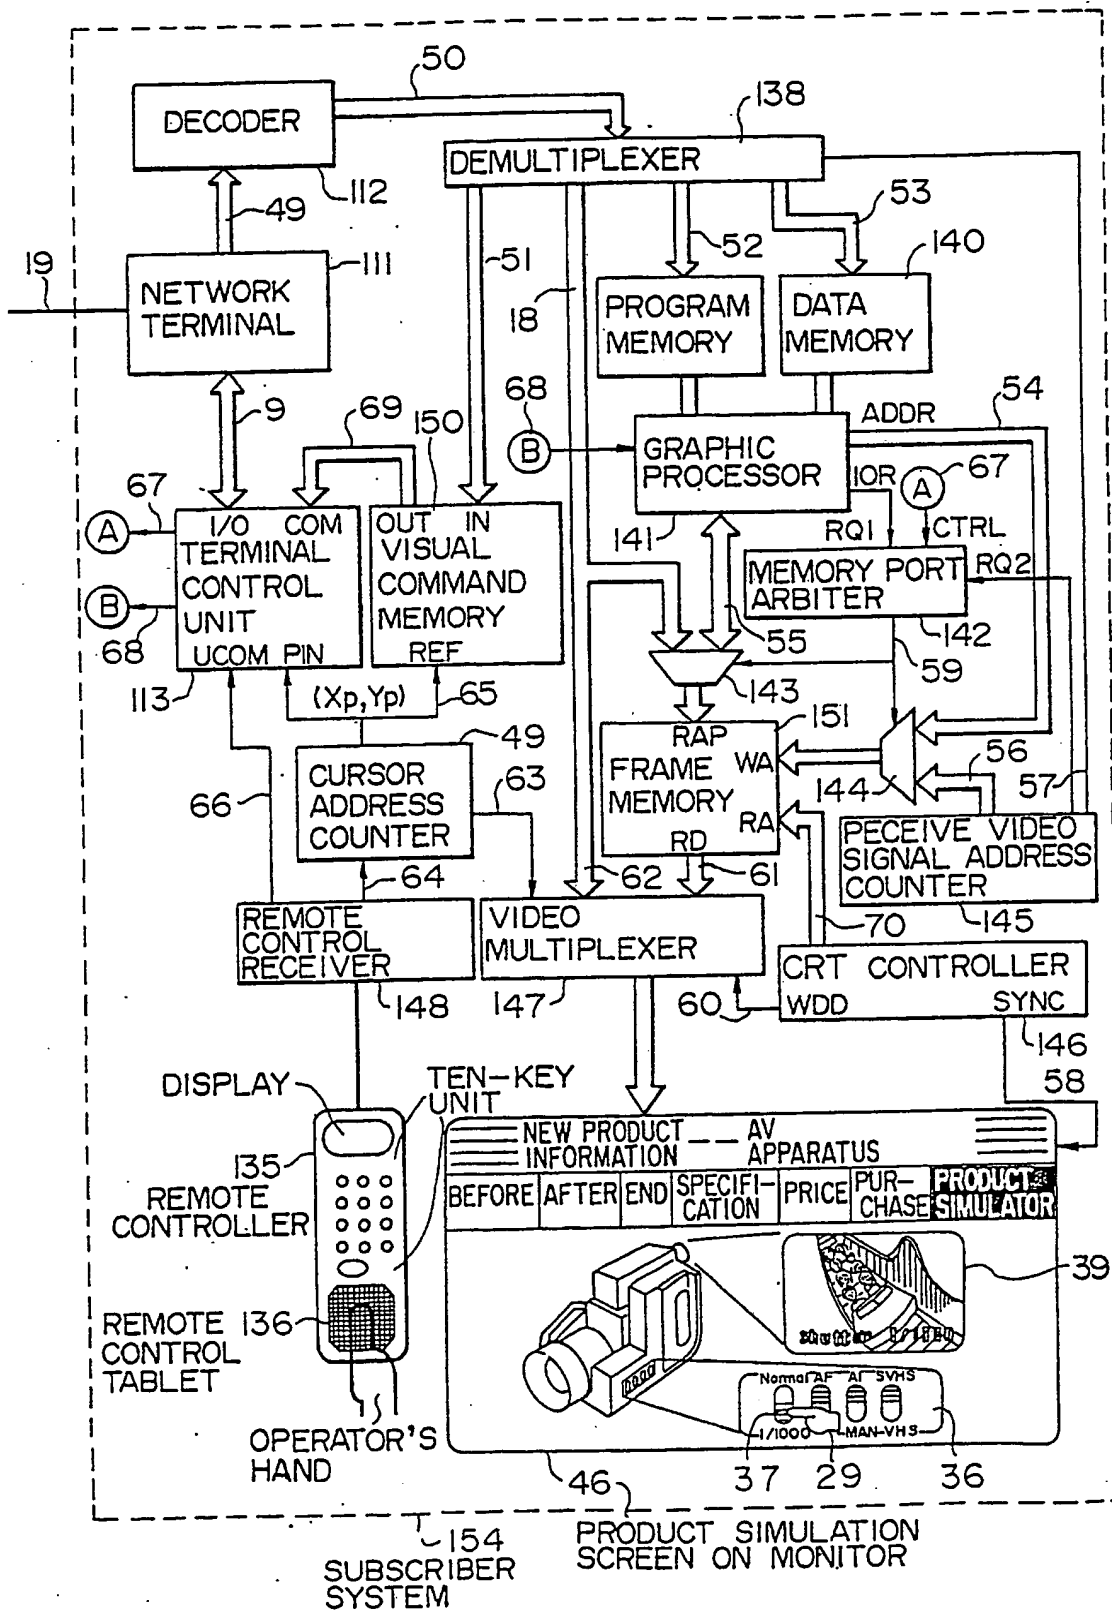 50
138
DECODER
DEMULTIPLEXER
112
49
53
52
140
19
111
51
NETWORK
TERMINAL
18
PROGRAM
MEMORY
DATA
MEMORY
9
69
150
68
B
GRAPHIC
PROCESSOR
ADDR
54
IOR
67
A
67
A
I/O COM
TERMINAL
CONTROL
UNIT
UCOM PIN
OUT IN
VISUAL
COMMAND
MEMORY
REF
141
RQ1
CTRL
RQ2
MEMORY PORT
ARBITER
B
68
55
142
59
113
(Xp,Yp)
65
143
151
49
RAP
FRAME
MEMORY
WA
RA
RD
144
56
57
CURSOR
ADDRESS
COUNTER
63
66
64
62
61
PECEIVE VIDEO
SIGNAL ADDRESS
COUNTER
REMOTE
CONTROL
RECEIVER
VIDEO
MULTIPLEXER
70
145
CRT CONTROLLER
WDD
SYNC
148
147
60
146
DISPLAY
TEN-KEY
UNIT
58
135
REMOTE
CONTROLLER
NEW PRODUCT
INFORMATION
AV
APPARATUS
BEFORE
AFTER
END
SPECIFI-
CATION
PRICE
PUR-
CHASE
PRODUCT
SIMULATOR
39
Shutter 1/1000
136
REMOTE
CONTROL
TABLET
Normal AF AI SVHS
1/1000
MAN-VHS
OPERATOR'S
HAND
37
29
36
46
154
SUBSCRIBER
SYSTEM
PRODUCT SIMULATION
SCREEN ON MONITOR